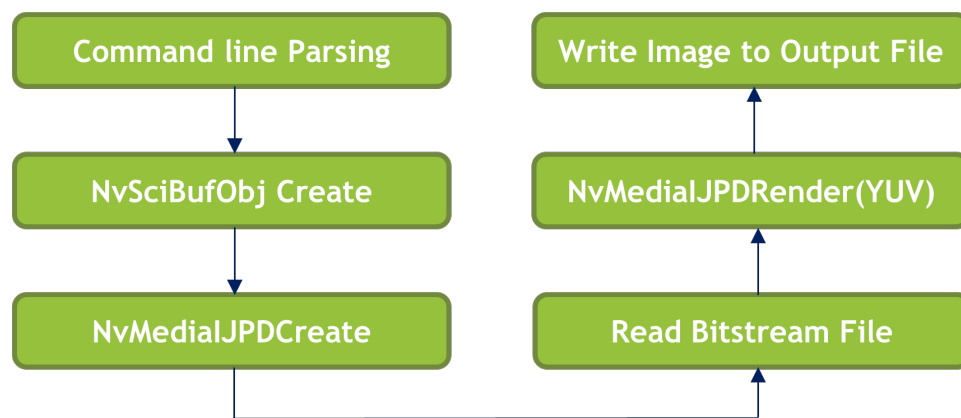 Command line Parsing
NvSciBufObj Create
NvMediaIJPDCreate
Read Bitstream File
NvMediaIJPDRender(YUV)
Write Image to Output File